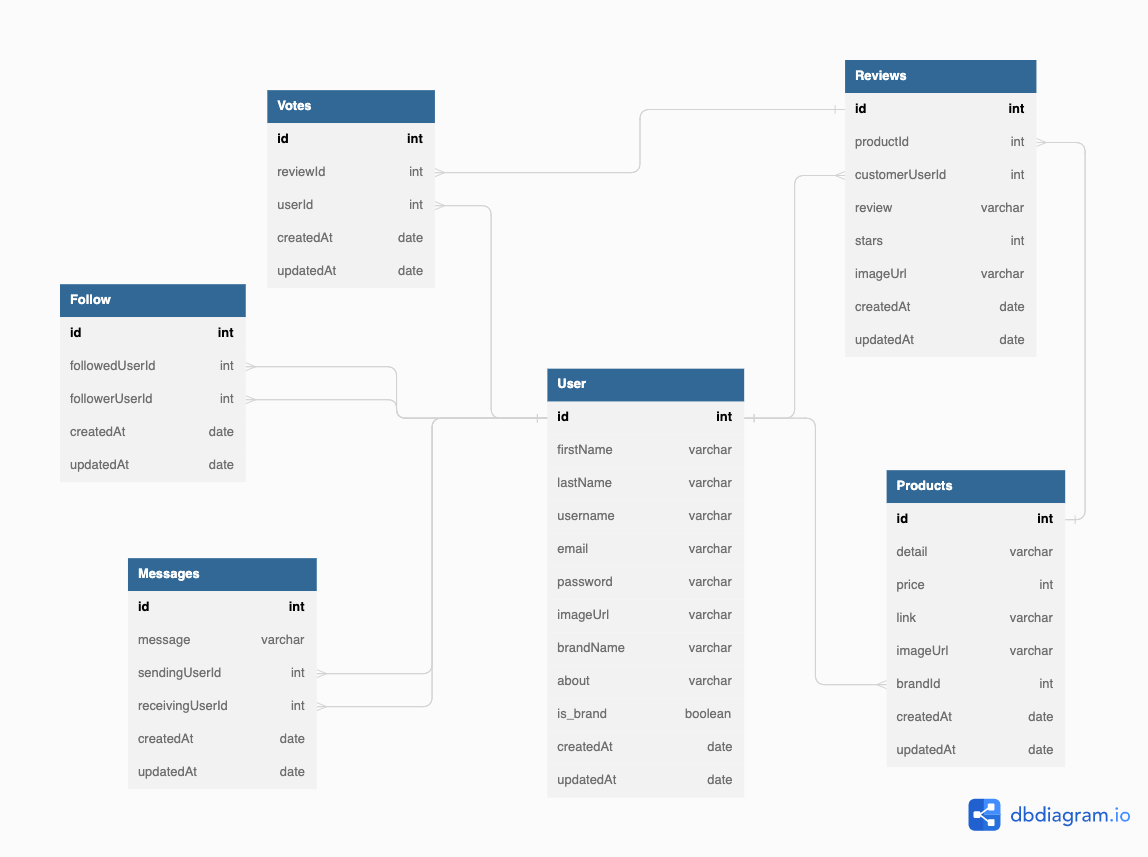 Votes
id int
reviewId int
userId int
createdAt date
updatedAt date
Reviews
id int
productId int
customerUserId int
review varchar
stars int
imageUrl varchar
createdAt date
updatedAt date
Follow
id int
followedUserId int
followerUserId int
createdAt date
updatedAt date
User
id int
firstName varchar
lastName varchar
username varchar
email varchar
password varchar
imageUrl varchar
brandName varchar
about varchar
is_brand boolean
createdAt date
updatedAt date
Products
id int
detail varchar
price int
link varchar
imageUrl varchar
brandId int
createdAt date
updatedAt date
Messages
id int
message varchar
sendingUserId int
receivingUserId int
createdAt date
updatedAt date
dbdiagram.io